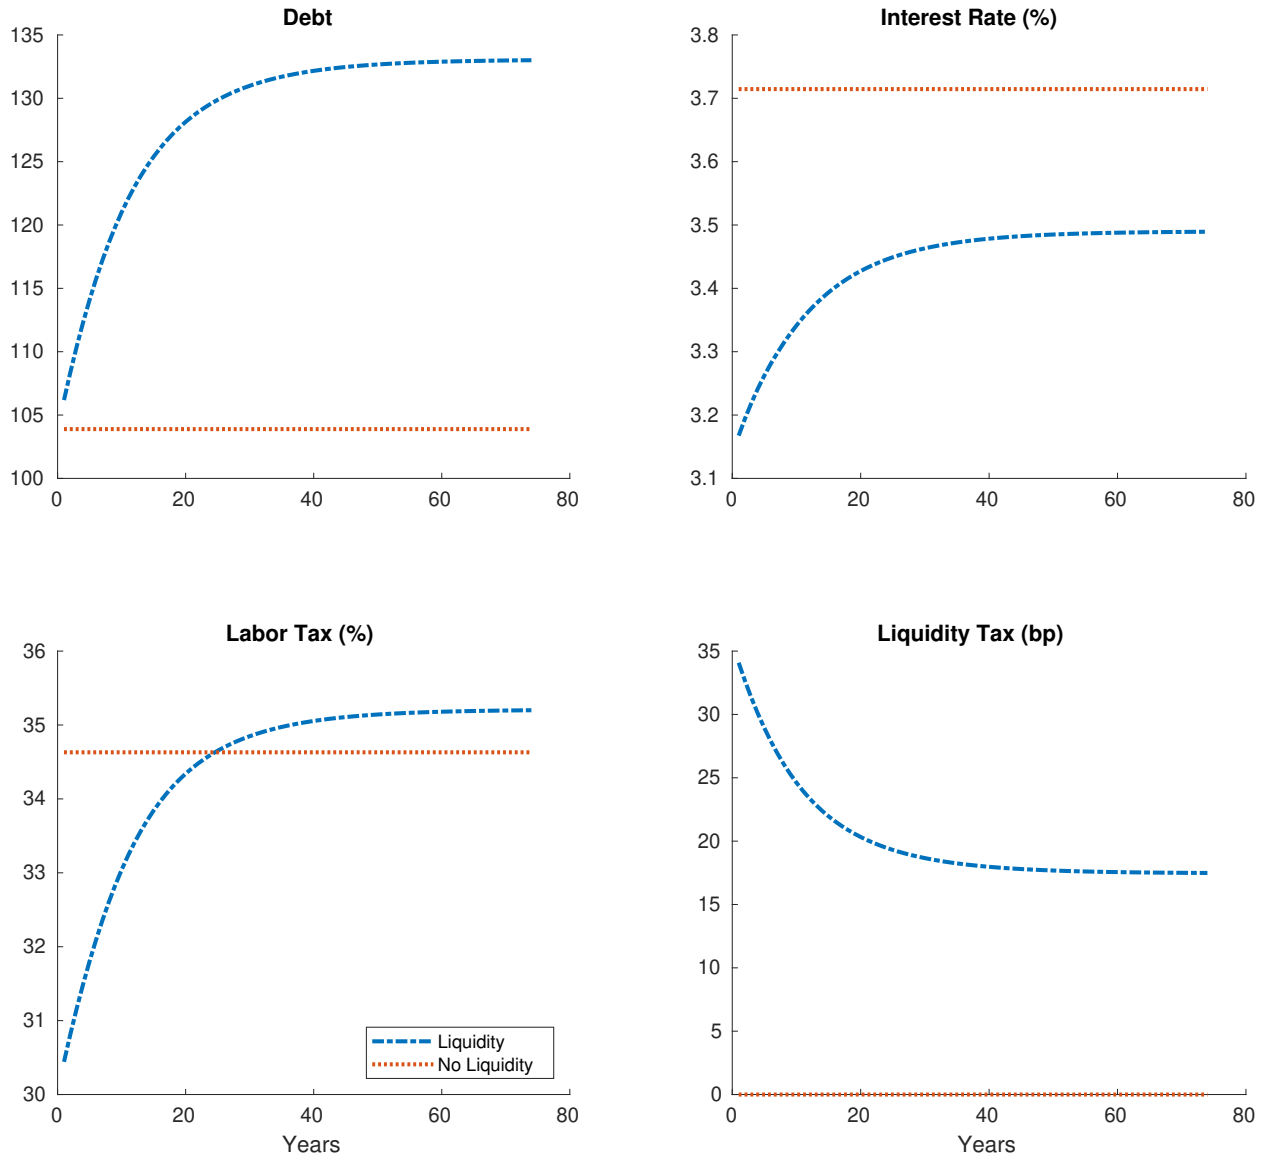 Debt
135
130
125
120
115
110
105
100
0 20 40 60 80
Interest Rate (%)
3.8
3.7
3.6
3.5
3.4
3.3
3.2
3.1
0 20 40 60 80
Labor Tax (%)
36
35
34
33
32
31
30
0 20 40 60 80
Years
Liquidity
No Liquidity
Liquidity Tax (bp)
35
30
25
20
15
10
5
0
0 20 40 60 80
Years